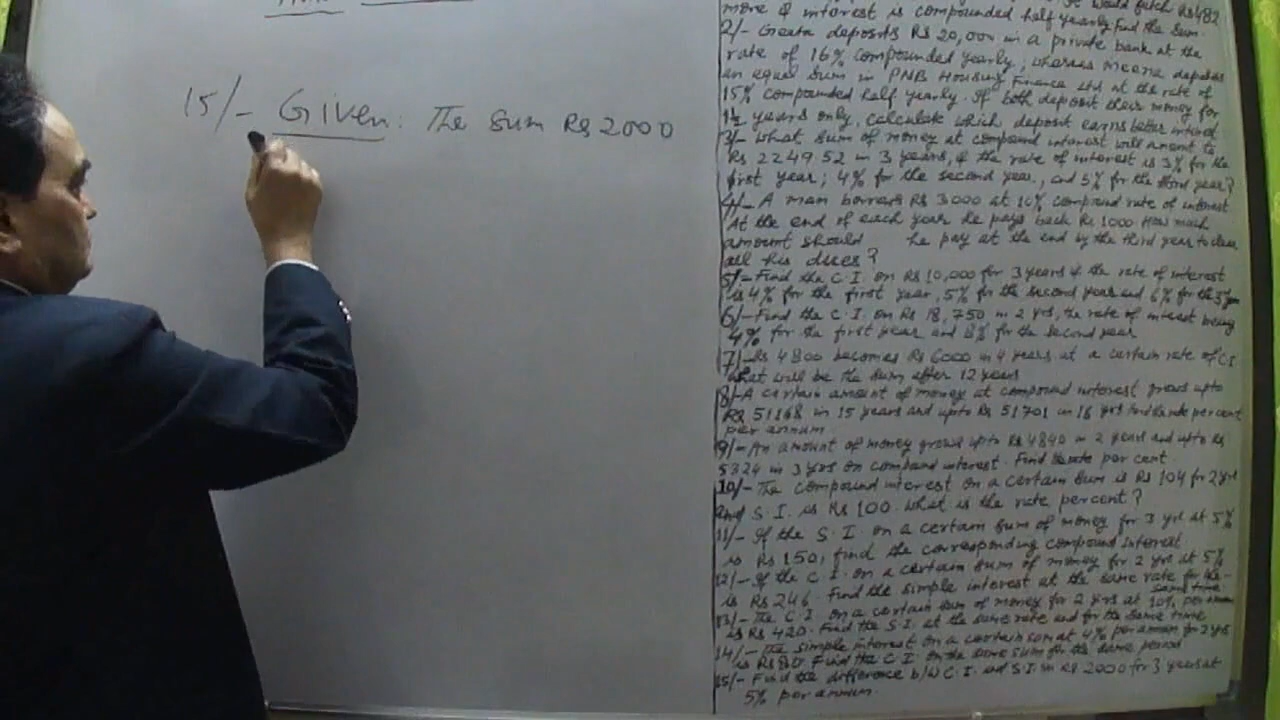 15/- Given: The Sum Rs 2000
would fetch Rs 482
more if interest is compounded half yearly find the sum.
2/- Geeta deposits Rs 20,000 in a private bank at the
rate of 16% compounded yearly, whereas meena deposits
an equal sum in PNB Housing Finance Ltd at the rate of
15% compounded half yearly. If both deposit their money for
1½ years only, calculate which deposit earns better interest
3/- What sum of money at compound interest will amount to
Rs 2249.52 in 3 years, if the rate of interest is 3% for the
first year, 4% for the second year, and 5% for the third year?
4/- A man borrows Rs 3000 at 10% compound rate of interest
At the end of each year he pays back Rs 1000. How much
amount should he pay at the end by the third year to clear
all his dues?
5/- Find the C.I. on Rs 10,000 for 3 years if the rate of interest
is 4% for the first year, 5% for the second year and 6% for the 3 year
6/- Find the C.I. on Rs 18,750 in 2 yrs, the rate of interest being
4% for the first year and 8% for the second year
7/- Rs 4800 becomes Rs 6000 in 4 years at a certain rate of CI
What will be the sum after 12 years
8/- A certain amount of money at compound interest grows upto
Rs 51168 in 15 years and upto Rs 51701 in 16 yrs find rate percent
per annum
9/- An amount of money grows upto Rs 4840 in 2 years and upto Rs
5324 in 3 yrs on compound interest. Find rate per cent
10/- The compound interest on a certain sum is Rs 104 for 2 yrs
and S.I. is Rs 100. What is the rate percent?
11/- If the S.I on a certain sum of money for 3 yrs at 5%
is Rs 150, find the corresponding compound interest
12/- If the C.I. on a certain sum of money for 2 yrs at 5%
is Rs 246. Find the simple interest at the same rate for the same time
13/- The C.I. on a certain sum of money for 2 yrs at 10% per annum
is Rs 420. Find the S.I. at the same rate and for the same time
14/- The simple interest on a certain sum at 4% per annum for 2 yrs
is Rs 80. Find the C.I. on the same sum for the same period
15/- Find the difference b/w C.I. and S.I. on Rs 2000 for 3 years at
5% per annum.